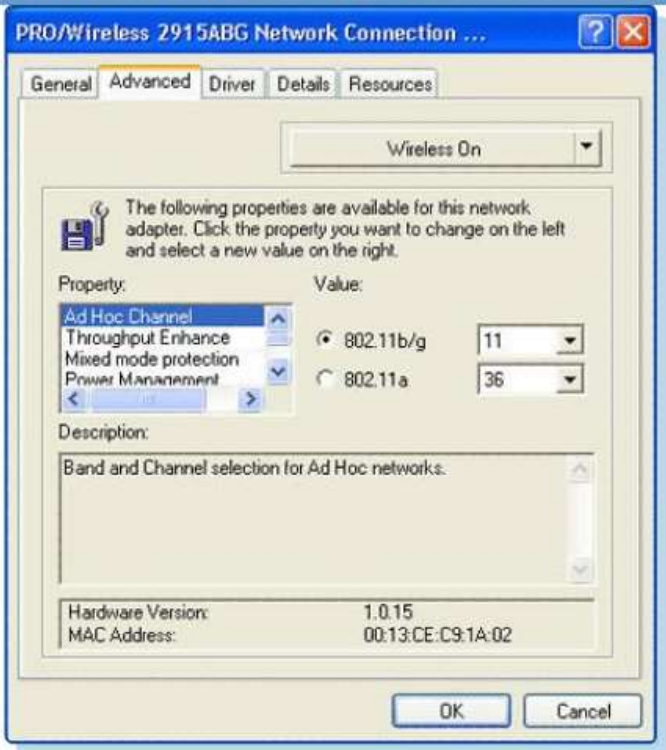 PRO/Wireless 2915ABG Network Connection ...
General Advanced Driver Details Resources
Wireless On
The following properties are available for this network
adapter. Click the property you want to change on the left
and select a new value on the right.
Property: Value:
Ad Hoc Channel
Throughput Enhance
Mixed mode protection
Power Management
802.11b/g 11
802.11a 36
Description:
Band and Channel selection for Ad Hoc networks.
Hardware Version: 1.0.15
MAC Address: 00:13:CE:C9:1A:02
OK Cancel